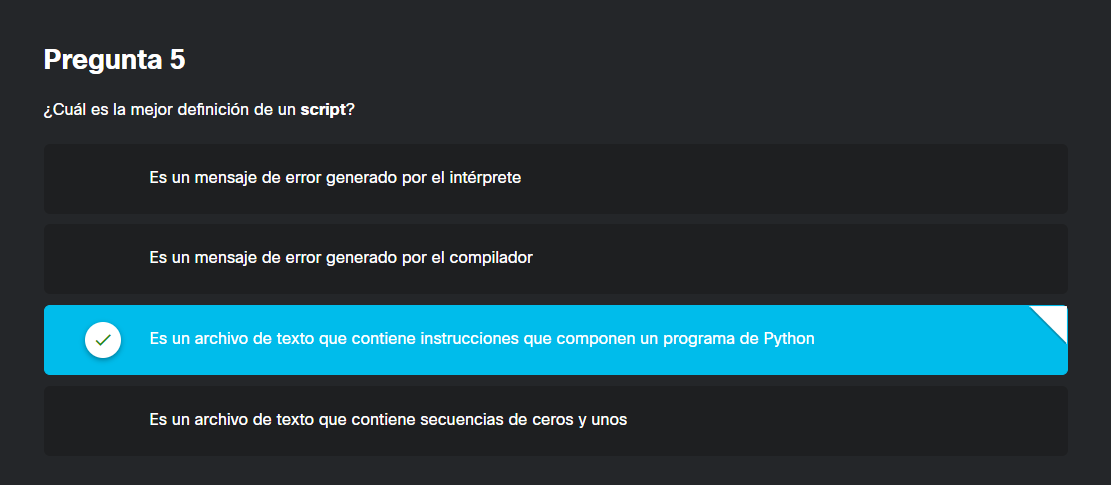 Pregunta 5
¿Cuál es la mejor definición de un script?
Es un mensaje de error generado por el intérprete
Es un mensaje de error generado por el compilador
Es un archivo de texto que contiene instrucciones que componen un programa de Python
Es un archivo de texto que contiene secuencias de ceros y unos